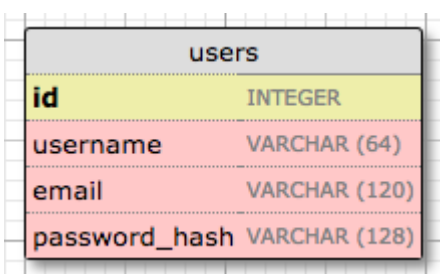 users
id INTEGER
username VARCHAR (64)
email VARCHAR (120)
password_hash VARCHAR (128)